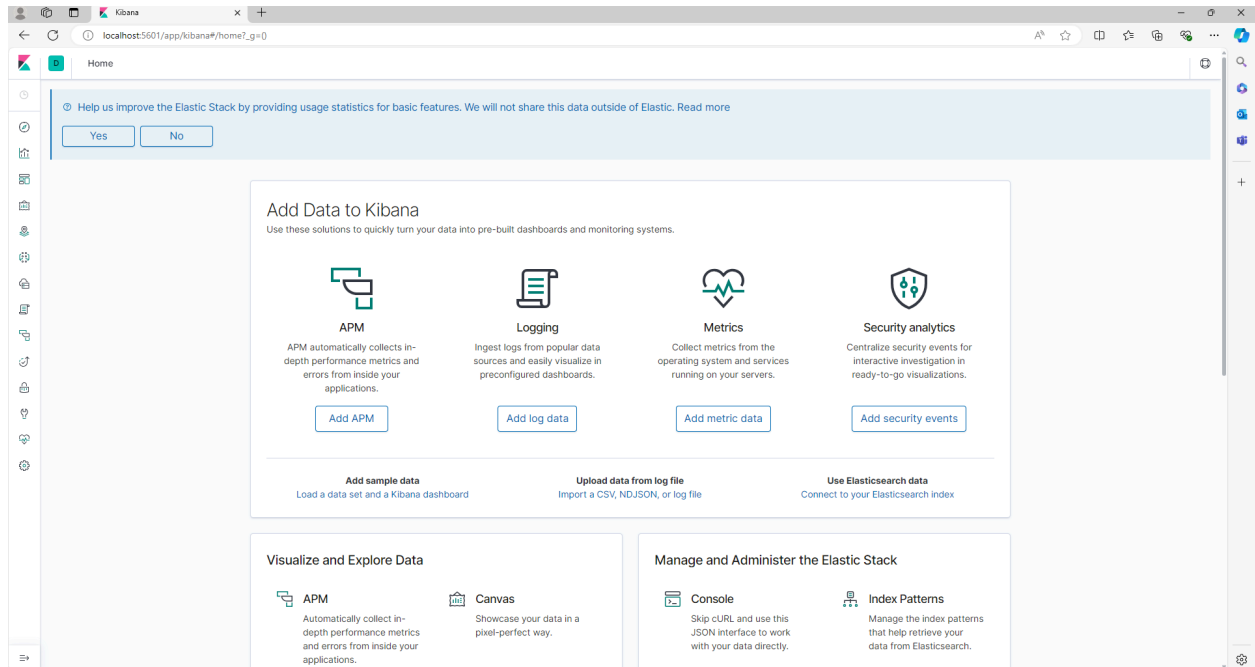 Kibana
localhost:5601/app/kibana#/home?_g=()
D
Home
Help us improve the Elastic Stack by providing usage statistics for basic features. We will not share this data outside of Elastic. Read more
Yes No
Add Data to Kibana
Use these solutions to quickly turn your data into pre-built dashboards and monitoring systems.
APM
APM automatically collects in-
depth performance metrics and
errors from inside your
applications.
Add APM
Logging
Ingest logs from popular data
sources and easily visualize in
preconfigured dashboards.
Add log data
Metrics
Collect metrics from the
operating system and services
running on your servers.
Add metric data
Security analytics
Centralize security events for
interactive investigation in
ready-to-go visualizations.
Add security events
Add sample data
Load a data set and a Kibana dashboard
Upload data from log file
Import a CSV, NDJSON, or log file
Use Elasticsearch data
Connect to your Elasticsearch index
Visualize and Explore Data
APM
Automatically collect in-
depth performance metrics
and errors from inside your
applications.
Canvas
Showcase your data in a
pixel-perfect way.
Manage and Administer the Elastic Stack
Console
Skip cURL and use this
JSON interface to work
with your data directly.
Index Patterns
Manage the index patterns
that help retrieve your
data from Elasticsearch.